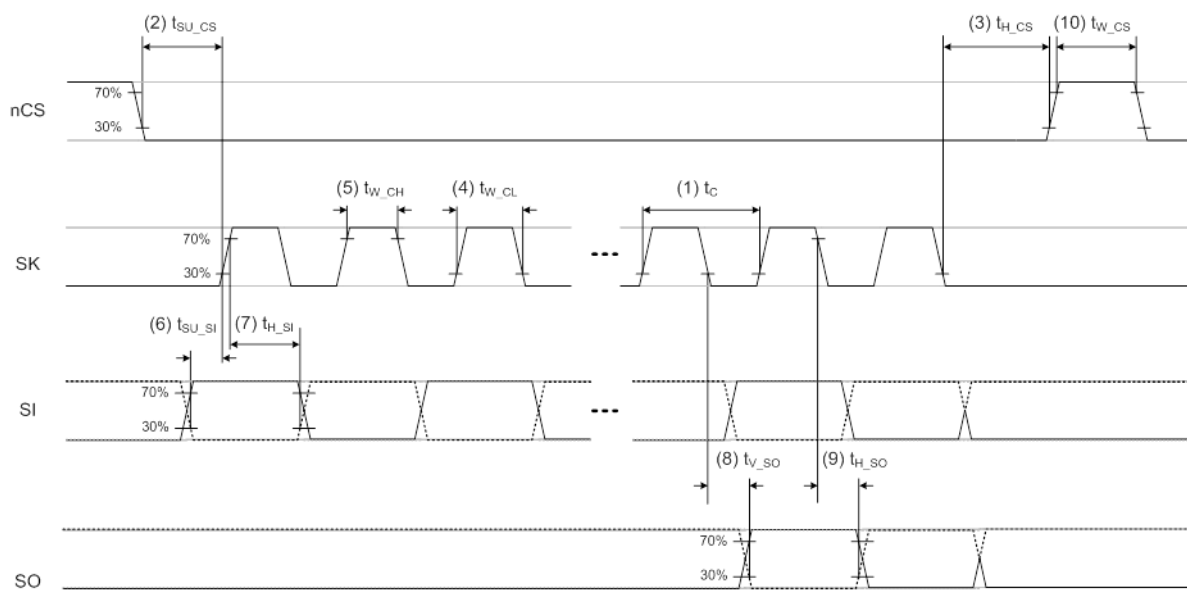 (2) tSU_CS
(3) tH_CS
(10) tW_CS
70%
nCS
30%
(5) tW_CH
(4) tW_CL
(1) tC
70%
SK
30%
(6) tSU_SI
(7) tH_SI
70%
SI
30%
(8) tV_SO
(9) tH_SO
70%
30%
SO